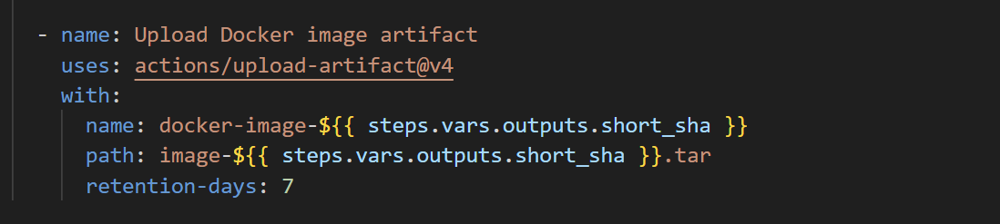 - name: Upload Docker image artifact
  uses: actions/upload-artifact@v4
  with:
    name: docker-image-${{ steps.vars.outputs.short_sha }}
    path: image-${{ steps.vars.outputs.short_sha }}.tar
    retention-days: 7